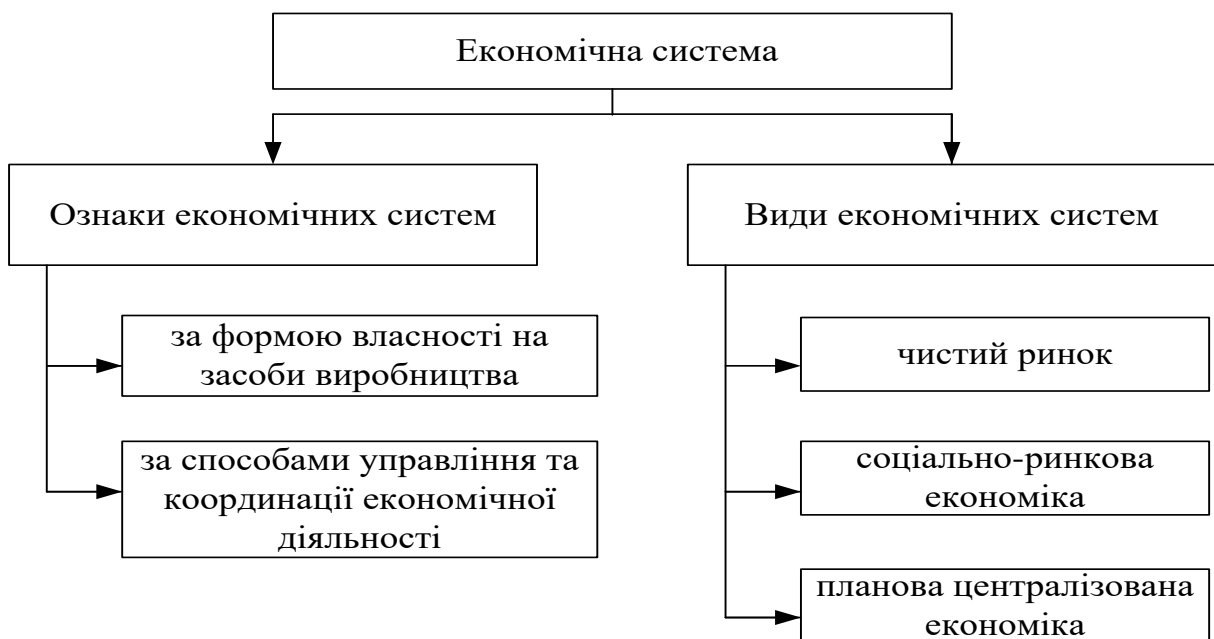 Економічна система
Ознаки економічних систем
за формою власності на
засоби виробництва
за способами управління та
координації економічної
діяльності
Види економічних систем
чистий ринок
соціально-ринкова
економіка
планова централізована
економіка